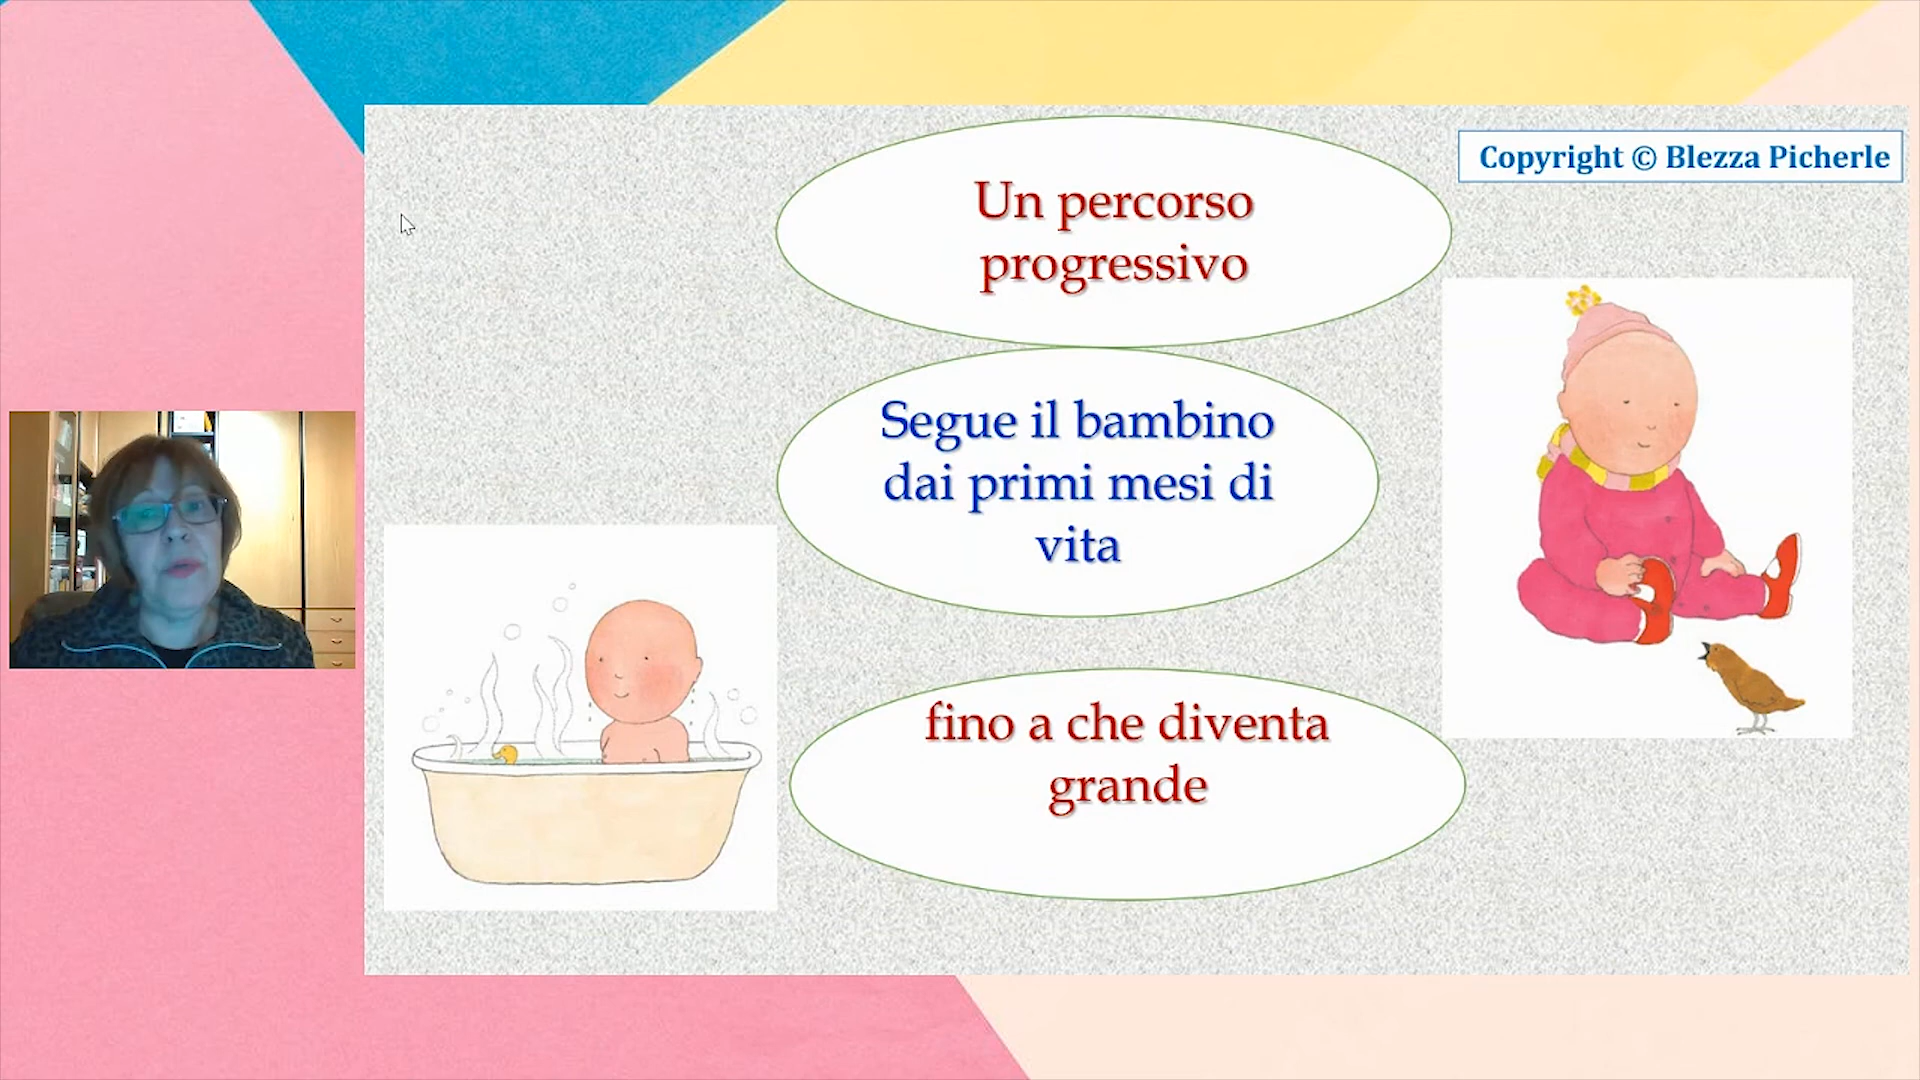 Copyright © Blezza Picherle
Un percorso
progressivo
Segue il bambino
dai primi mesi di
vita
fino a che diventa
grande